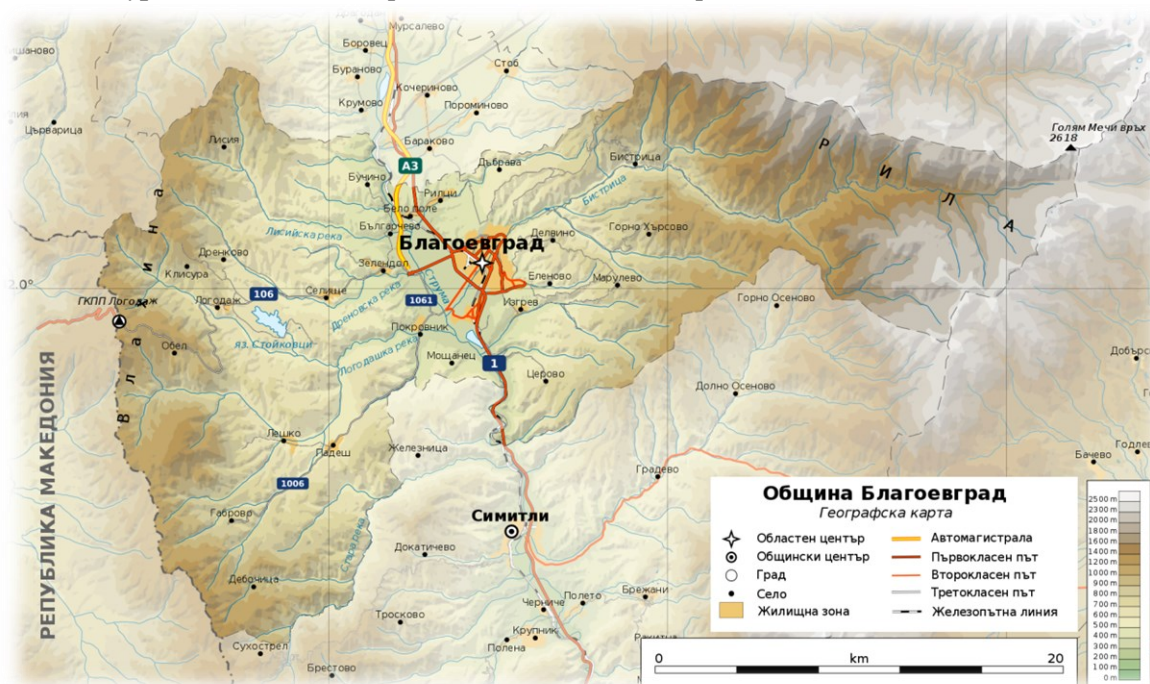 Мурсалево
Боровец
Стоб
Бураново
Кочериново
Крумово
Пороминово
Църварица
Голям Мечи връх
2618
Лисия
Бараково
Р И Л А
Дъбрава
Бистрица
А3
Бучино
Рилци
Бистрица
Бело поле
Българчево
Лисийска река
Благоевград
Делвино
Горно Хърсово
Дренково
Клисура
Зелендол
Струма
Еленово
Марулево
ГКПП Логодаж
Логодаж
106
Селище
1061
Изгрев
Горно Осеново
Дреновска река
Покровник
яз. Стойковци
Обел
Логодашка река
Мощанец
1
Церово
Влахина
РЕПУБЛИКА МАКЕДОНИЯ
Долно Осеново
Лешко
Падеш
Железница
1006
Градево
Бачево
Габрово
Симитли
Стара река
Докатичево
Дебочица
Тросково
Черниче
Полето
Брежани
Крупник
Полена
Сухострел
Брестово
Община Благоевград
Географска карта
Областен център
Общински център
Град
Село
Жилищна зона
Автомагистрала
Първокласен път
Второкласен път
Третокласен път
Железопътна линия
0 km 20
2500 m
2300 m
2000 m
1800 m
1600 m
1400 m
1200 m
1000 m
900 m
800 m
700 m
600 m
500 m
400 m
300 m
200 m
100 m
0 m